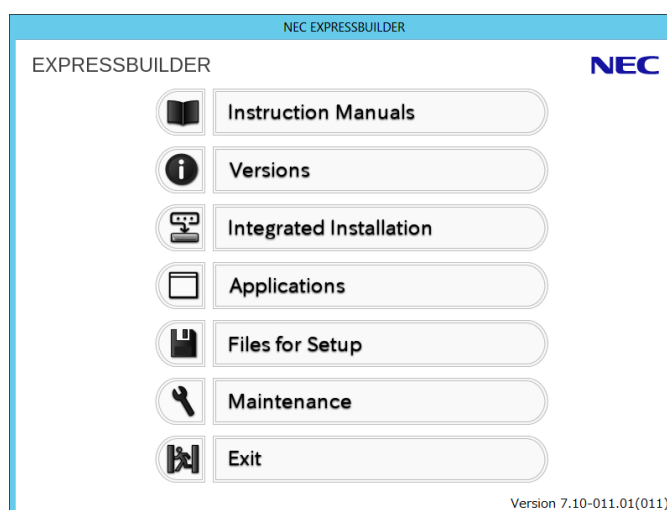 NEC EXPRESSBUILDER
EXPRESSBUILDER
NEC
Instruction Manuals
Versions
Integrated Installation
Applications
Files for Setup
Maintenance
Exit
Version 7.10-011.01(011)